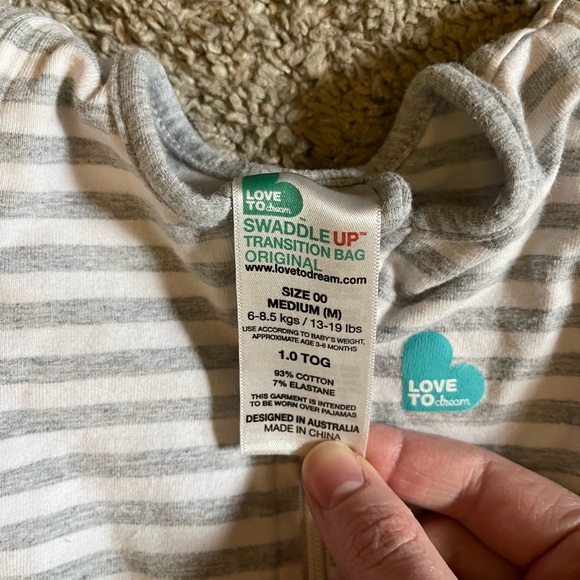 LOVE
TO dream
SWADDLE UP™
TRANSITION BAG
ORIGINAL
www.lovetodream.com
SIZE 00
MEDIUM (M)
6-8.5 kgs / 13-19 lbs
USE ACCORDING TO BABY'S WEIGHT,
APPROXIMATE AGE 3-6 MONTHS
1.0 TOG
93% COTTON
7% ELASTANE
THIS GARMENT IS INTENDED
TO BE WORN OVER PAJAMAS
DESIGNED IN AUSTRALIA
MADE IN CHINA
LOVE
TO dream